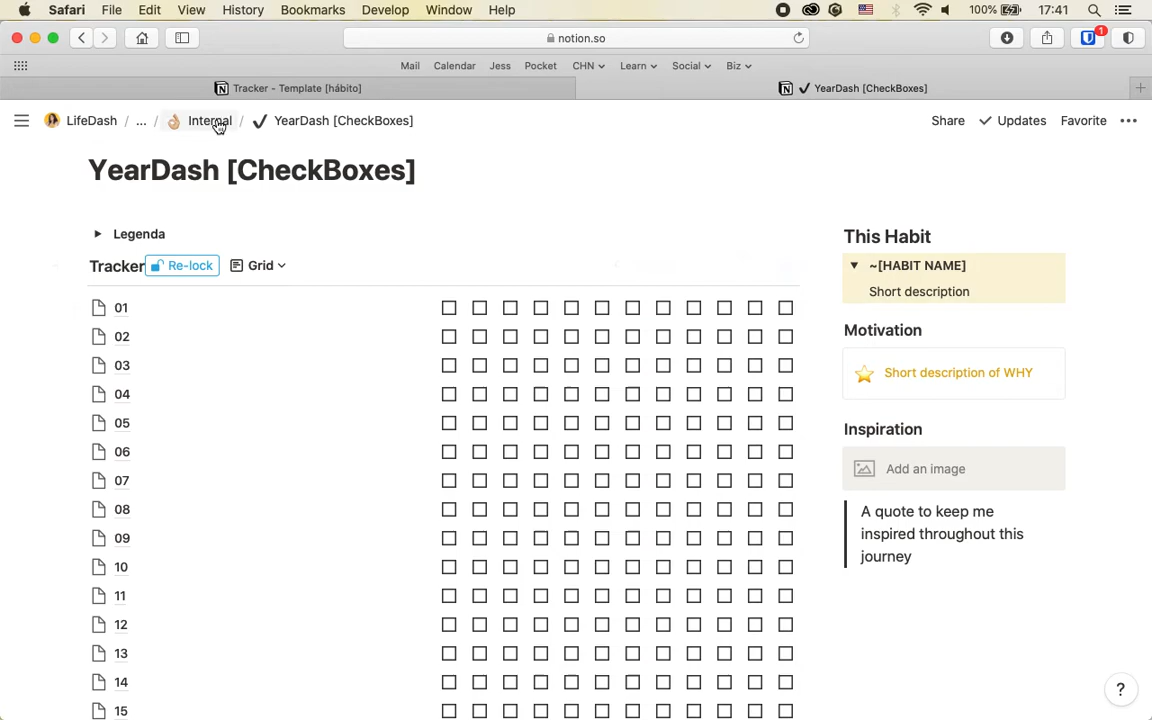 Safari File Edit View History Bookmarks Develop Window Help 100% 17:41
notion.so 1
Mail Calendar Jess Pocket CHN Learn Social Biz
Tracker - Template [hábito] ✓ YearDash [CheckBoxes] +
LifeDash / ... / 👌🏼 Internal / ✓ YearDash [CheckBoxes] Share ✓ Updates Favorite •••
YearDash [CheckBoxes]
Legenda
Tracker Re-lock Grid
01
02
03
04
05
06
07
08
09
10
11
12
13
14
15
This Habit
~[HABIT NAME]
Short description
Motivation
Short description of WHY
Inspiration
Add an image
A quote to keep me
inspired throughout this
journey
?